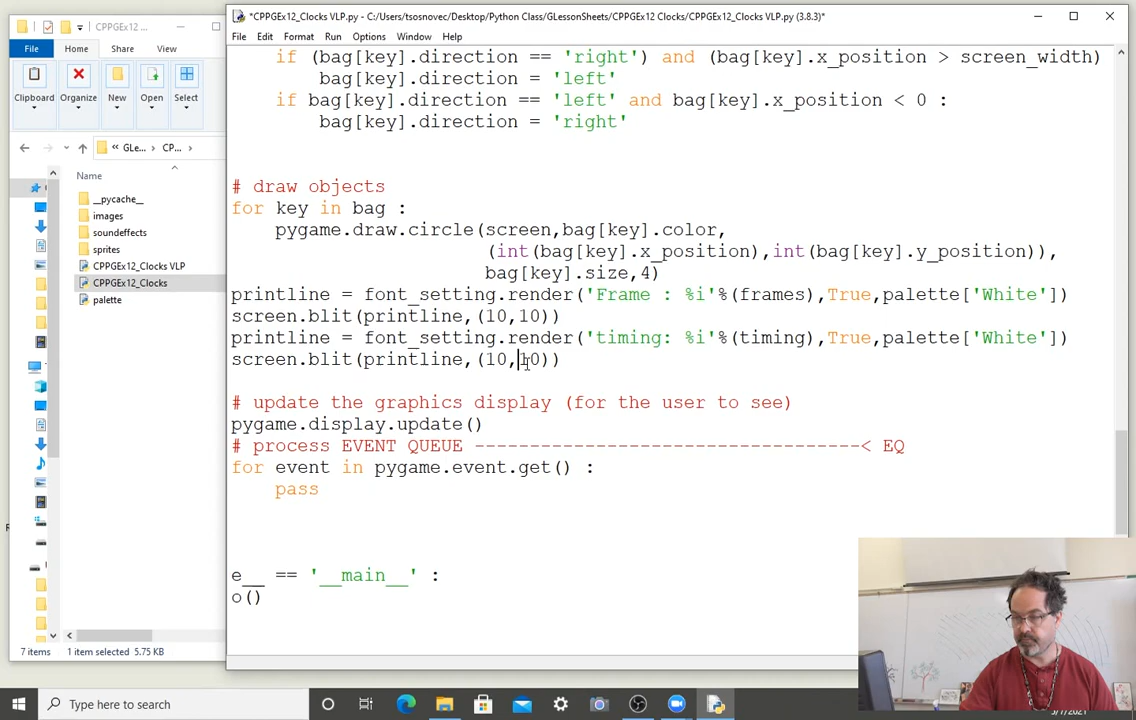 CPPGEx12 ...
*CPPGEx12_Clocks VLP.py - C:/Users/tsosnovec/Desktop/Python Class/GLessonSheets/CPPGEx12 Clocks/CPPGEx12_Clocks VLP.py (3.8.3)*
File Home Share View
File Edit Format Run Options Window Help
Clipboard Organize New Open Select
« GLe... › CP... ›
Name
__pycache__
images
soundeffects
sprites
CPPGEx12_Clocks VLP
CPPGEx12_Clocks
palette
7 items 1 item selected 5.75 KB
if (bag[key].direction == 'right') and (bag[key].x_position > screen_width)
bag[key].direction = 'left'
if bag[key].direction == 'left' and bag[key].x_position < 0 :
bag[key].direction = 'right'
# draw objects
for key in bag :
pygame.draw.circle(screen,bag[key].color,
(int(bag[key].x_position),int(bag[key].y_position)),
bag[key].size,4)
printline = font_setting.render('Frame : %i'%(frames),True,palette['White'])
screen.blit(printline,(10,10))
printline = font_setting.render('timing: %i'%(timing),True,palette['White'])
screen.blit(printline,(10,10))
# update the graphics display (for the user to see)
pygame.display.update()
# process EVENT QUEUE -----------------------------------< EQ
for event in pygame.event.get() :
pass
e__ == '__main__' :
o()
Type here to search